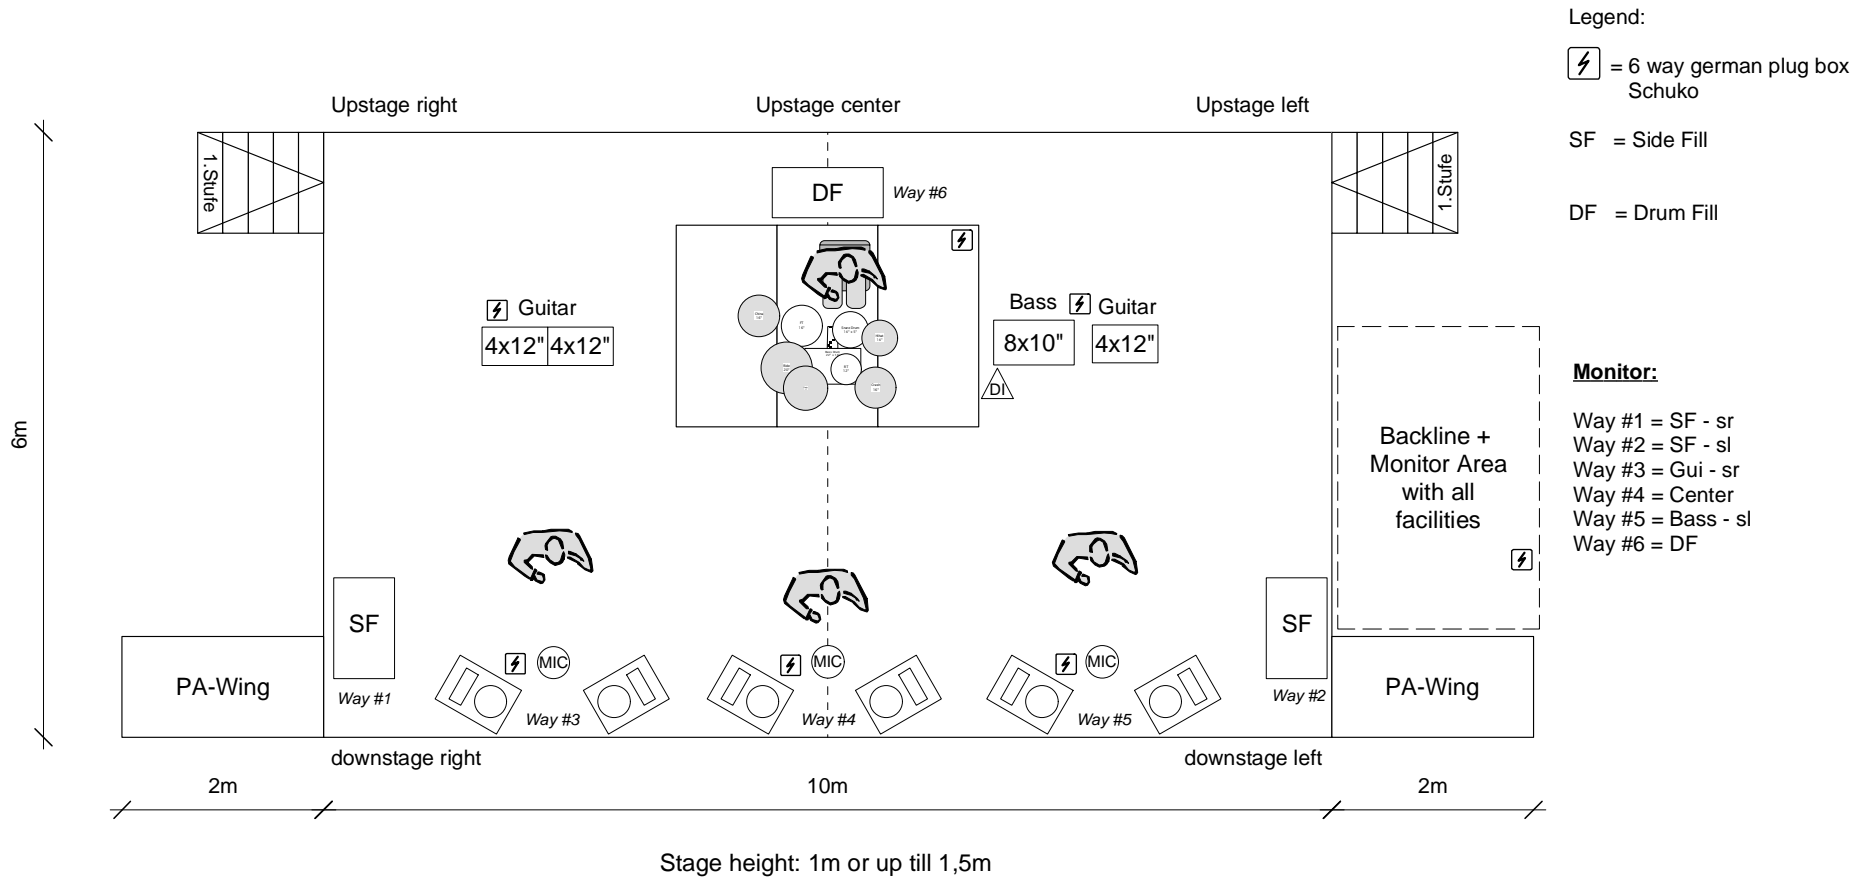 Legend:
= 6 way german plug box
Schuko
SF = Side Fill
DF = Drum Fill
Upstage right
Upstage center
Upstage left
1.Stufe
1.Stufe
DF
Way #6
Guitar
4x12"
4x12"
Bass
Guitar
8x10"
4x12"
DI
Monitor:
Way #1 = SF - sr
Way #2 = SF - sl
Way #3 = Gui - sr
Way #4 = Center
Way #5 = Bass - sl
Way #6 = DF
Backline +
Monitor Area
with all
facilities
6m
SF
SF
MIC
MIC
MIC
PA-Wing
PA-Wing
Way #1
Way #2
Way #3
Way #4
Way #5
downstage right
downstage left
2m
10m
2m
Stage height: 1m or up till 1,5m